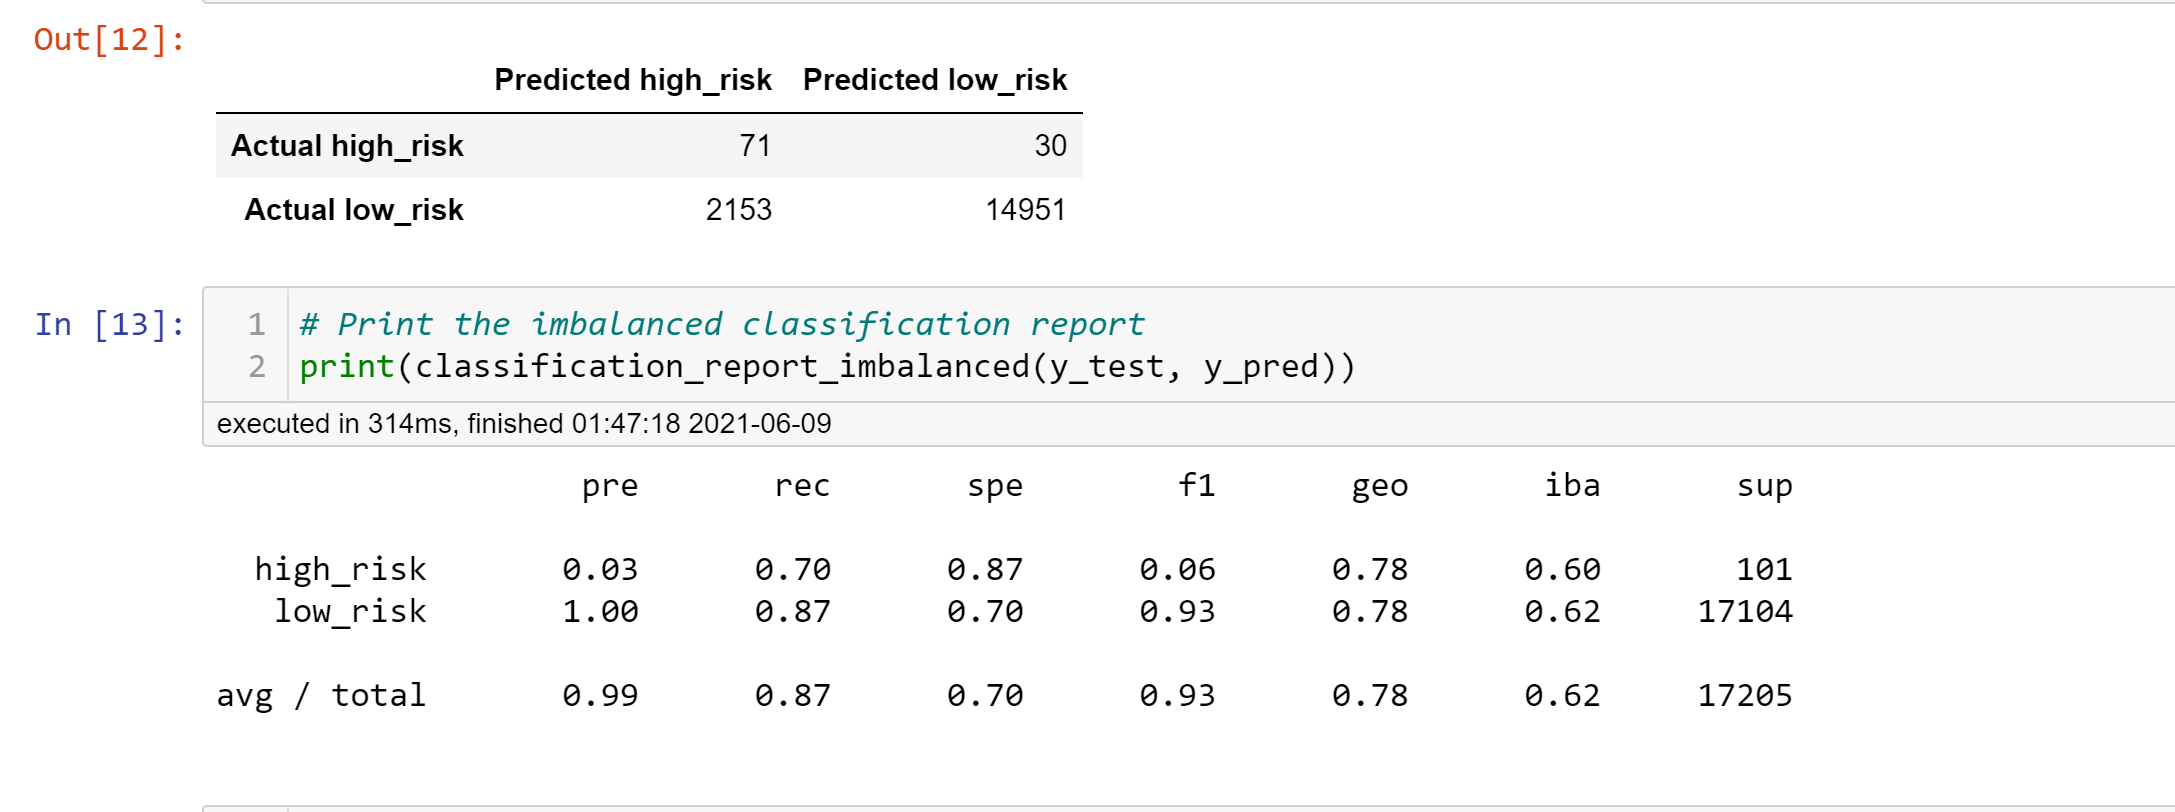 Out[12]:
Predicted high_risk Predicted low_risk
Actual high_risk 71 30
Actual low_risk 2153 14951
In [13]:
1 # Print the imbalanced classification report
2 print(classification_report_imbalanced(y_test, y_pred))
executed in 314ms, finished 01:47:18 2021-06-09
pre rec spe f1 geo iba sup
high_risk 0.03 0.70 0.87 0.06 0.78 0.60 101
low_risk 1.00 0.87 0.70 0.93 0.78 0.62 17104
avg / total 0.99 0.87 0.70 0.93 0.78 0.62 17205